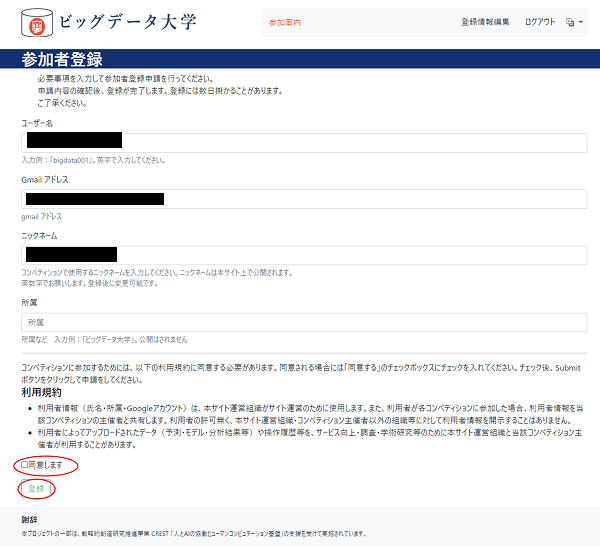 ビッグデータ大学
参加案内
登録情報編集 ログアウト
参加者登録
必要事項を入力して参加者登録申請を行ってください。
申請内容の確認後、登録が完了します。登録には数日掛かることがあります。
ご了承ください。
ユーザー名
入力例：「bigdata001」。英字で入力してください。
Gmail アドレス
gmail アドレス
ニックネーム
コンペティションで使用するニックネームを入力してください。ニックネームは本サイト上で公開されます。
英数字でお願いします。登録後に変更可能です。
所属
所属
所属など 入力例：「ビッグデータ大学」。公開はされません
コンペティションに参加するためには、以下の利用規約に同意する必要があります。同意される場合には「同意する」のチェックボックスにチェックを入れてください。チェック後、Submit
ボタンをクリックして申請をしてください。
利用規約
利用者情報（氏名・所属・Googleアカウント）は、本サイト運営組織がサイト運営のために使用します。また、利用者が各コンペティションに参加した場合、利用者情報を当
該コンペティションの主催者と共有します。利用者の許可無く、本サイト運営組織・コンペティション主催者以外の組織等に対して利用者情報を開示することはありません。
利用者によってアップロードされたデータ（予測・モデル・分析結果等）や操作履歴等を、サービス向上・調査・学術研究等のために本サイト運営組織と当該コンペティション主
催者が利用することがあります。
同意します
登録
謝辞
本プロジェクトの一部は、戦略的創造研究推進事業 CREST「人とAIの協働ヒューマンコンピュテーション基盤」の支援を受けて実施されています。